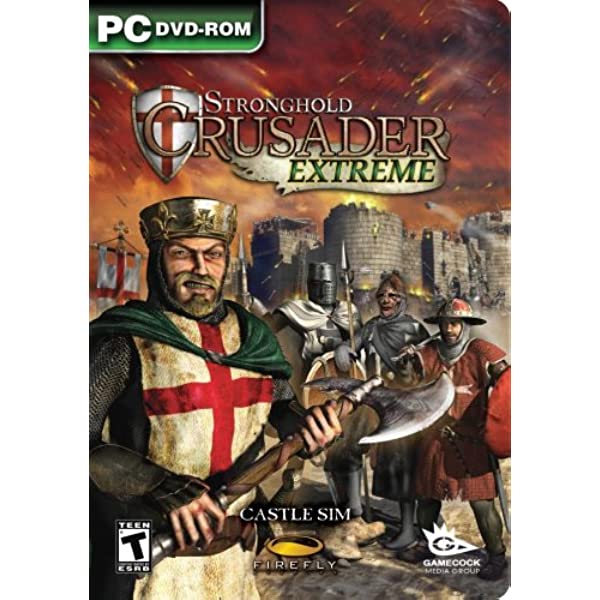 PC DVD-ROM
STRONGHOLD
CRUSADER
EXTREME
CASTLE SIM
TEEN
T
ESRB
FIREFLY
G
GAMECOCK
MEDIA GROUP